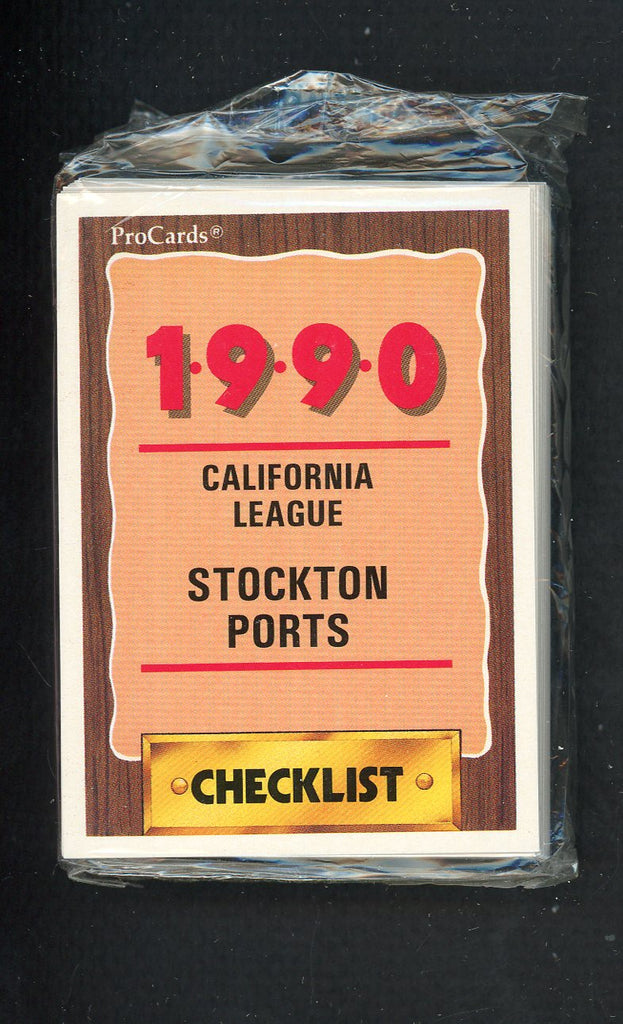 ProCards®
1·9·9·0
CALIFORNIA
LEAGUE
STOCKTON
PORTS
CHECKLIST